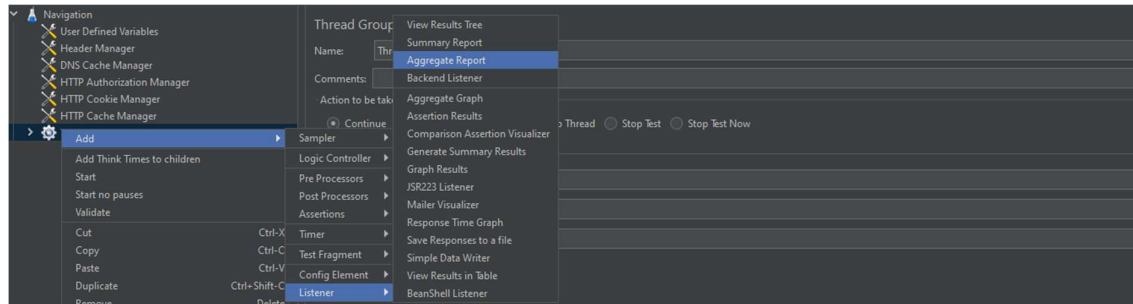 Navigation
User Defined Variables
Header Manager
DNS Cache Manager
HTTP Authorization Manager
HTTP Cookie Manager
HTTP Cache Manager
Add
Add Think Times to children
Start
Start no pauses
Validate
Cut Ctrl-X
Copy Ctrl-C
Paste Ctrl-V
Duplicate Ctrl+Shift-C
Remove Delete
Sampler
Logic Controller
Pre Processors
Post Processors
Assertions
Timer
Test Fragment
Config Element
Listener
View Results Tree
Summary Report
Aggregate Report
Backend Listener
Aggregate Graph
Assertion Results
Comparison Assertion Visualizer
Generate Summary Results
Graph Results
JSR223 Listener
Mailer Visualizer
Response Time Graph
Save Responses to a file
Simple Data Writer
View Results in Table
BeanShell Listener
Thread Group
Name: Thr
Comments:
Action to be take
Continue
p Thread Stop Test Stop Test Now